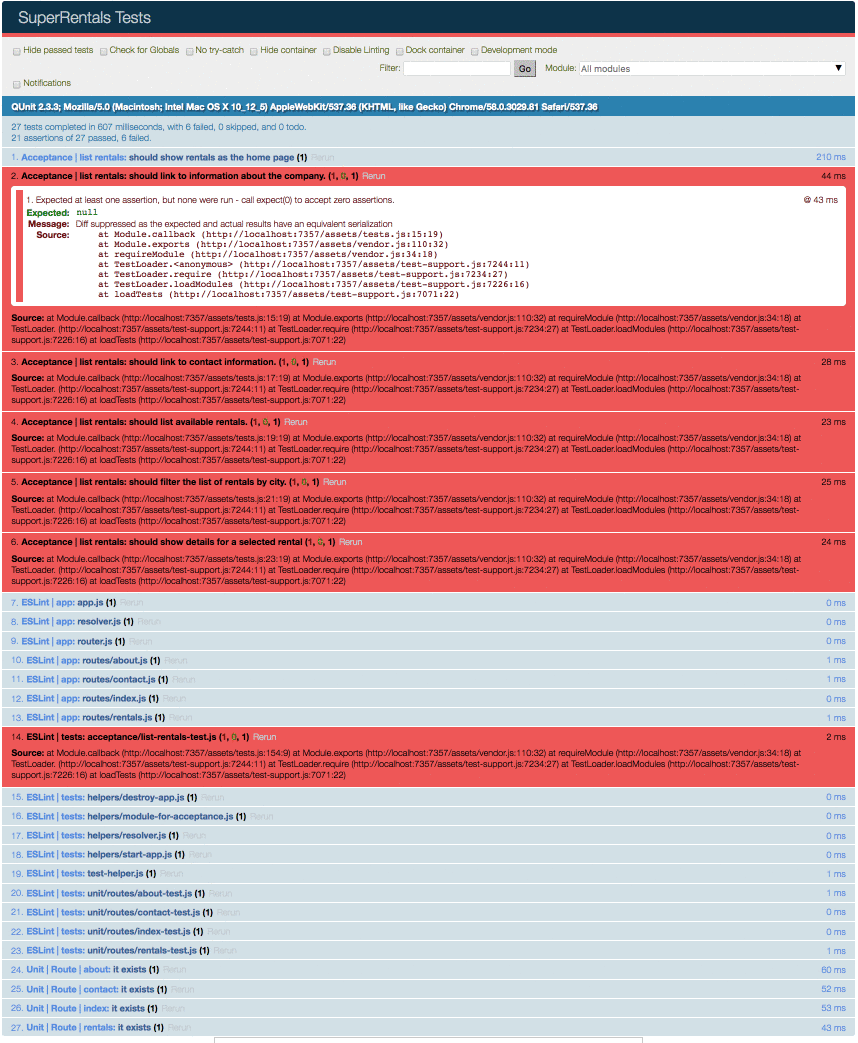 SuperRentals Tests
Hide passed tests Check for Globals No try-catch Hide container Disable Linting Dock container Development mode
Filter: Go Module: All modules
Notifications
QUnit 2.3.3; Mozilla/5.0 (Macintosh; Intel Mac OS X 10_12_5) AppleWebKit/537.36 (KHTML, like Gecko) Chrome/58.0.3029.81 Safari/537.36
27 tests completed in 607 milliseconds, with 6 failed, 0 skipped, and 0 todo.
21 assertions of 27 passed, 6 failed.
1. Acceptance | list rentals: should show rentals as the home page (1) Rerun 210 ms
2. Acceptance | list rentals: should link to information about the company. (1, 0, 1) Rerun 44 ms
1. Expected at least one assertion, but none were run - call expect(0) to accept zero assertions. @ 43 ms
Expected: null
Message: Diff suppressed as the expected and actual results have an equivalent serialization
Source: at Module.callback (http://localhost:7357/assets/tests.js:15:19)
at Module.exports (http://localhost:7357/assets/vendor.js:110:32)
at requireModule (http://localhost:7357/assets/vendor.js:34:18)
at TestLoader.<anonymous> (http://localhost:7357/assets/test-support.js:7244:11)
at TestLoader.require (http://localhost:7357/assets/test-support.js:7234:27)
at TestLoader.loadModules (http://localhost:7357/assets/test-support.js:7226:16)
at loadTests (http://localhost:7357/assets/test-support.js:7071:22)
Source: at Module.callback (http://localhost:7357/assets/tests.js:15:19) at Module.exports (http://localhost:7357/assets/vendor.js:110:32) at requireModule (http://localhost:7357/assets/vendor.js:34:18) at
TestLoader. (http://localhost:7357/assets/test-support.js:7244:11) at TestLoader.require (http://localhost:7357/assets/test-support.js:7234:27) at TestLoader.loadModules (http://localhost:7357/assets/test-
support.js:7226:16) at loadTests (http://localhost:7357/assets/test-support.js:7071:22)
3. Acceptance | list rentals: should link to contact information. (1, 0, 1) Rerun 28 ms
Source: at Module.callback (http://localhost:7357/assets/tests.js:17:19) at Module.exports (http://localhost:7357/assets/vendor.js:110:32) at requireModule (http://localhost:7357/assets/vendor.js:34:18) at
TestLoader. (http://localhost:7357/assets/test-support.js:7244:11) at TestLoader.require (http://localhost:7357/assets/test-support.js:7234:27) at TestLoader.loadModules (http://localhost:7357/assets/test-
support.js:7226:16) at loadTests (http://localhost:7357/assets/test-support.js:7071:22)
4. Acceptance | list rentals: should list available rentals. (1, 0, 1) Rerun 23 ms
Source: at Module.callback (http://localhost:7357/assets/tests.js:19:19) at Module.exports (http://localhost:7357/assets/vendor.js:110:32) at requireModule (http://localhost:7357/assets/vendor.js:34:18) at
TestLoader. (http://localhost:7357/assets/test-support.js:7244:11) at TestLoader.require (http://localhost:7357/assets/test-support.js:7234:27) at TestLoader.loadModules (http://localhost:7357/assets/test-
support.js:7226:16) at loadTests (http://localhost:7357/assets/test-support.js:7071:22)
5. Acceptance | list rentals: should filter the list of rentals by city. (1, 0, 1) Rerun 25 ms
Source: at Module.callback (http://localhost:7357/assets/tests.js:21:19) at Module.exports (http://localhost:7357/assets/vendor.js:110:32) at requireModule (http://localhost:7357/assets/vendor.js:34:18) at
TestLoader. (http://localhost:7357/assets/test-support.js:7244:11) at TestLoader.require (http://localhost:7357/assets/test-support.js:7234:27) at TestLoader.loadModules (http://localhost:7357/assets/test-
support.js:7226:16) at loadTests (http://localhost:7357/assets/test-support.js:7071:22)
6. Acceptance | list rentals: should show details for a selected rental (1, 0, 1) Rerun 24 ms
Source: at Module.callback (http://localhost:7357/assets/tests.js:23:19) at Module.exports (http://localhost:7357/assets/vendor.js:110:32) at requireModule (http://localhost:7357/assets/vendor.js:34:18) at
TestLoader. (http://localhost:7357/assets/test-support.js:7244:11) at TestLoader.require (http://localhost:7357/assets/test-support.js:7234:27) at TestLoader.loadModules (http://localhost:7357/assets/test-
support.js:7226:16) at loadTests (http://localhost:7357/assets/test-support.js:7071:22)
7. ESLint | app: app.js (1) Rerun 0 ms
8. ESLint | app: resolver.js (1) Rerun 0 ms
9. ESLint | app: router.js (1) Rerun 0 ms
10. ESLint | app: routes/about.js (1) Rerun 1 ms
11. ESLint | app: routes/contact.js (1) Rerun 1 ms
12. ESLint | app: routes/index.js (1) Rerun 0 ms
13. ESLint | app: routes/rentals.js (1) Rerun 1 ms
14. ESLint | tests: acceptance/list-rentals-test.js (1, 0, 1) Rerun 2 ms
Source: at Module.callback (http://localhost:7357/assets/tests.js:154:9) at Module.exports (http://localhost:7357/assets/vendor.js:110:32) at requireModule (http://localhost:7357/assets/vendor.js:34:18) at
TestLoader. (http://localhost:7357/assets/test-support.js:7244:11) at TestLoader.require (http://localhost:7357/assets/test-support.js:7234:27) at TestLoader.loadModules (http://localhost:7357/assets/test-
support.js:7226:16) at loadTests (http://localhost:7357/assets/test-support.js:7071:22)
15. ESLint | tests: helpers/destroy-app.js (1) Rerun 0 ms
16. ESLint | tests: helpers/module-for-acceptance.js (1) Rerun 0 ms
17. ESLint | tests: helpers/resolver.js (1) Rerun 0 ms
18. ESLint | tests: helpers/start-app.js (1) Rerun 0 ms
19. ESLint | tests: test-helper.js (1) Rerun 1 ms
20. ESLint | tests: unit/routes/about-test.js (1) Rerun 1 ms
21. ESLint | tests: unit/routes/contact-test.js (1) Rerun 0 ms
22. ESLint | tests: unit/routes/index-test.js (1) Rerun 0 ms
23. ESLint | tests: unit/routes/rentals-test.js (1) Rerun 1 ms
24. Unit | Route | about: it exists (1) Rerun 60 ms
25. Unit | Route | contact: it exists (1) Rerun 52 ms
26. Unit | Route | index: it exists (1) Rerun 53 ms
27. Unit | Route | rentals: it exists (1) Rerun 43 ms